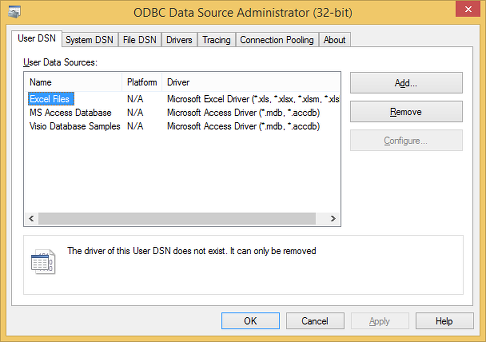 ODBC Data Source Administrator (32-bit)
User DSN System DSN File DSN Drivers Tracing Connection Pooling About
User Data Sources:
Name Platform Driver
Excel Files N/A Microsoft Excel Driver (*.xls, *.xlsx, *.xlsm, *.xls
MS Access Database N/A Microsoft Access Driver (*.mdb, *.accdb)
Visio Database Samples N/A Microsoft Access Driver (*.mdb, *.accdb)
Add...
Remove
Configure...
The driver of this User DSN does not exist. It can only be removed
OK Cancel Apply Help